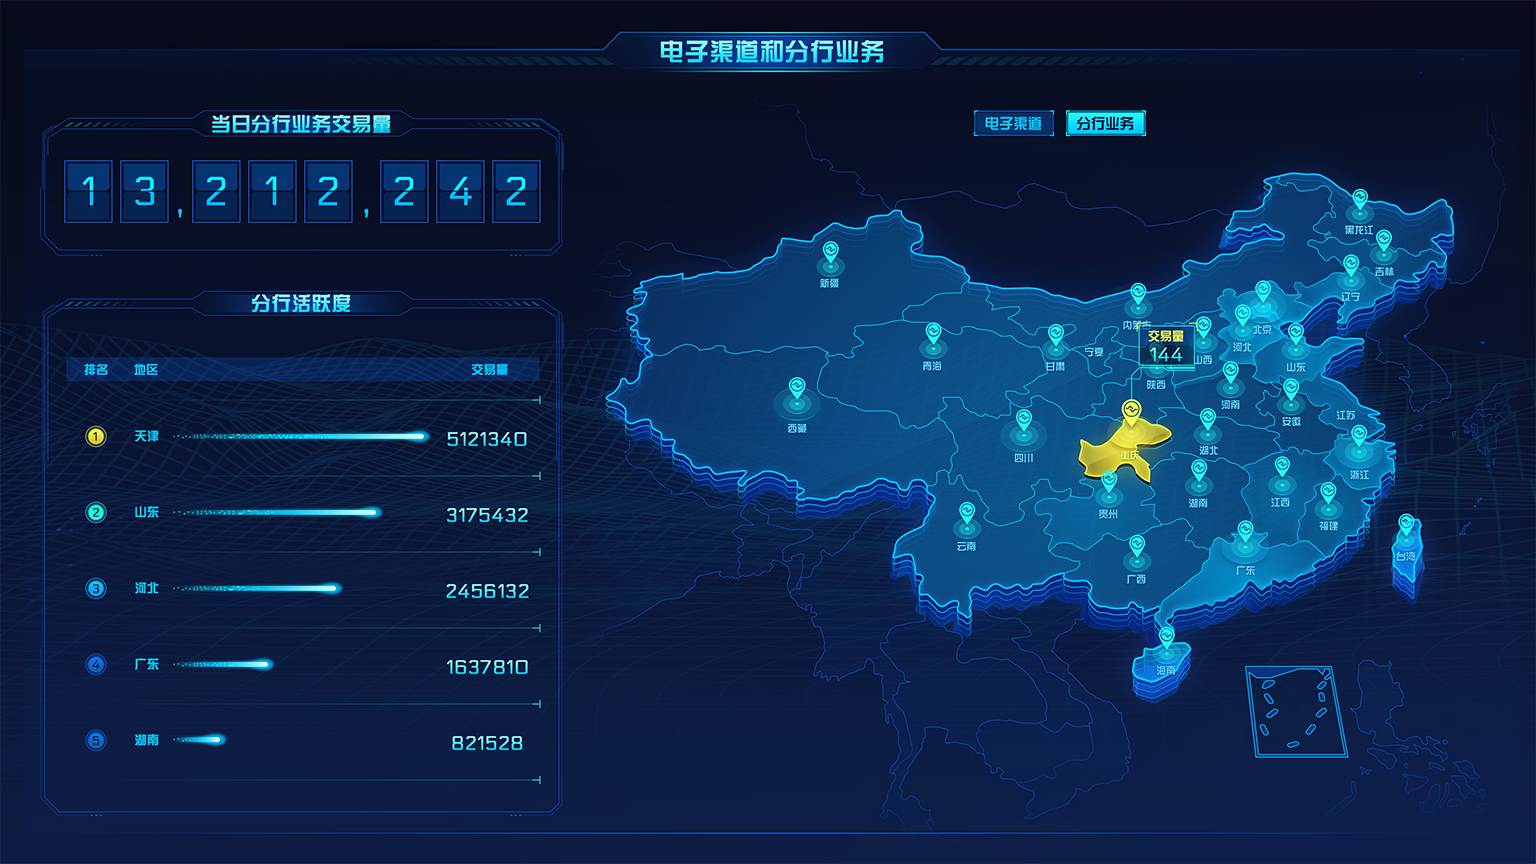 电子渠道和分行业务
当日分行业务交易量
13,212,242
电子渠道
分行业务
分行活跃度
排名 地区 交易量
1 天津 5121340
2 山东 3175432
3 河北 2456132
4 广东 1637810
5 湖南 821528
黑龙江
吉林
辽宁
新疆
内蒙古
北京
河北
交易量
144
山西
山东
青海
甘肃
宁夏
陕西
河南
江苏
安徽
西藏
四川
重庆
湖北
浙江
贵州
湖南
江西
福建
云南
广西
广东
台湾
海南